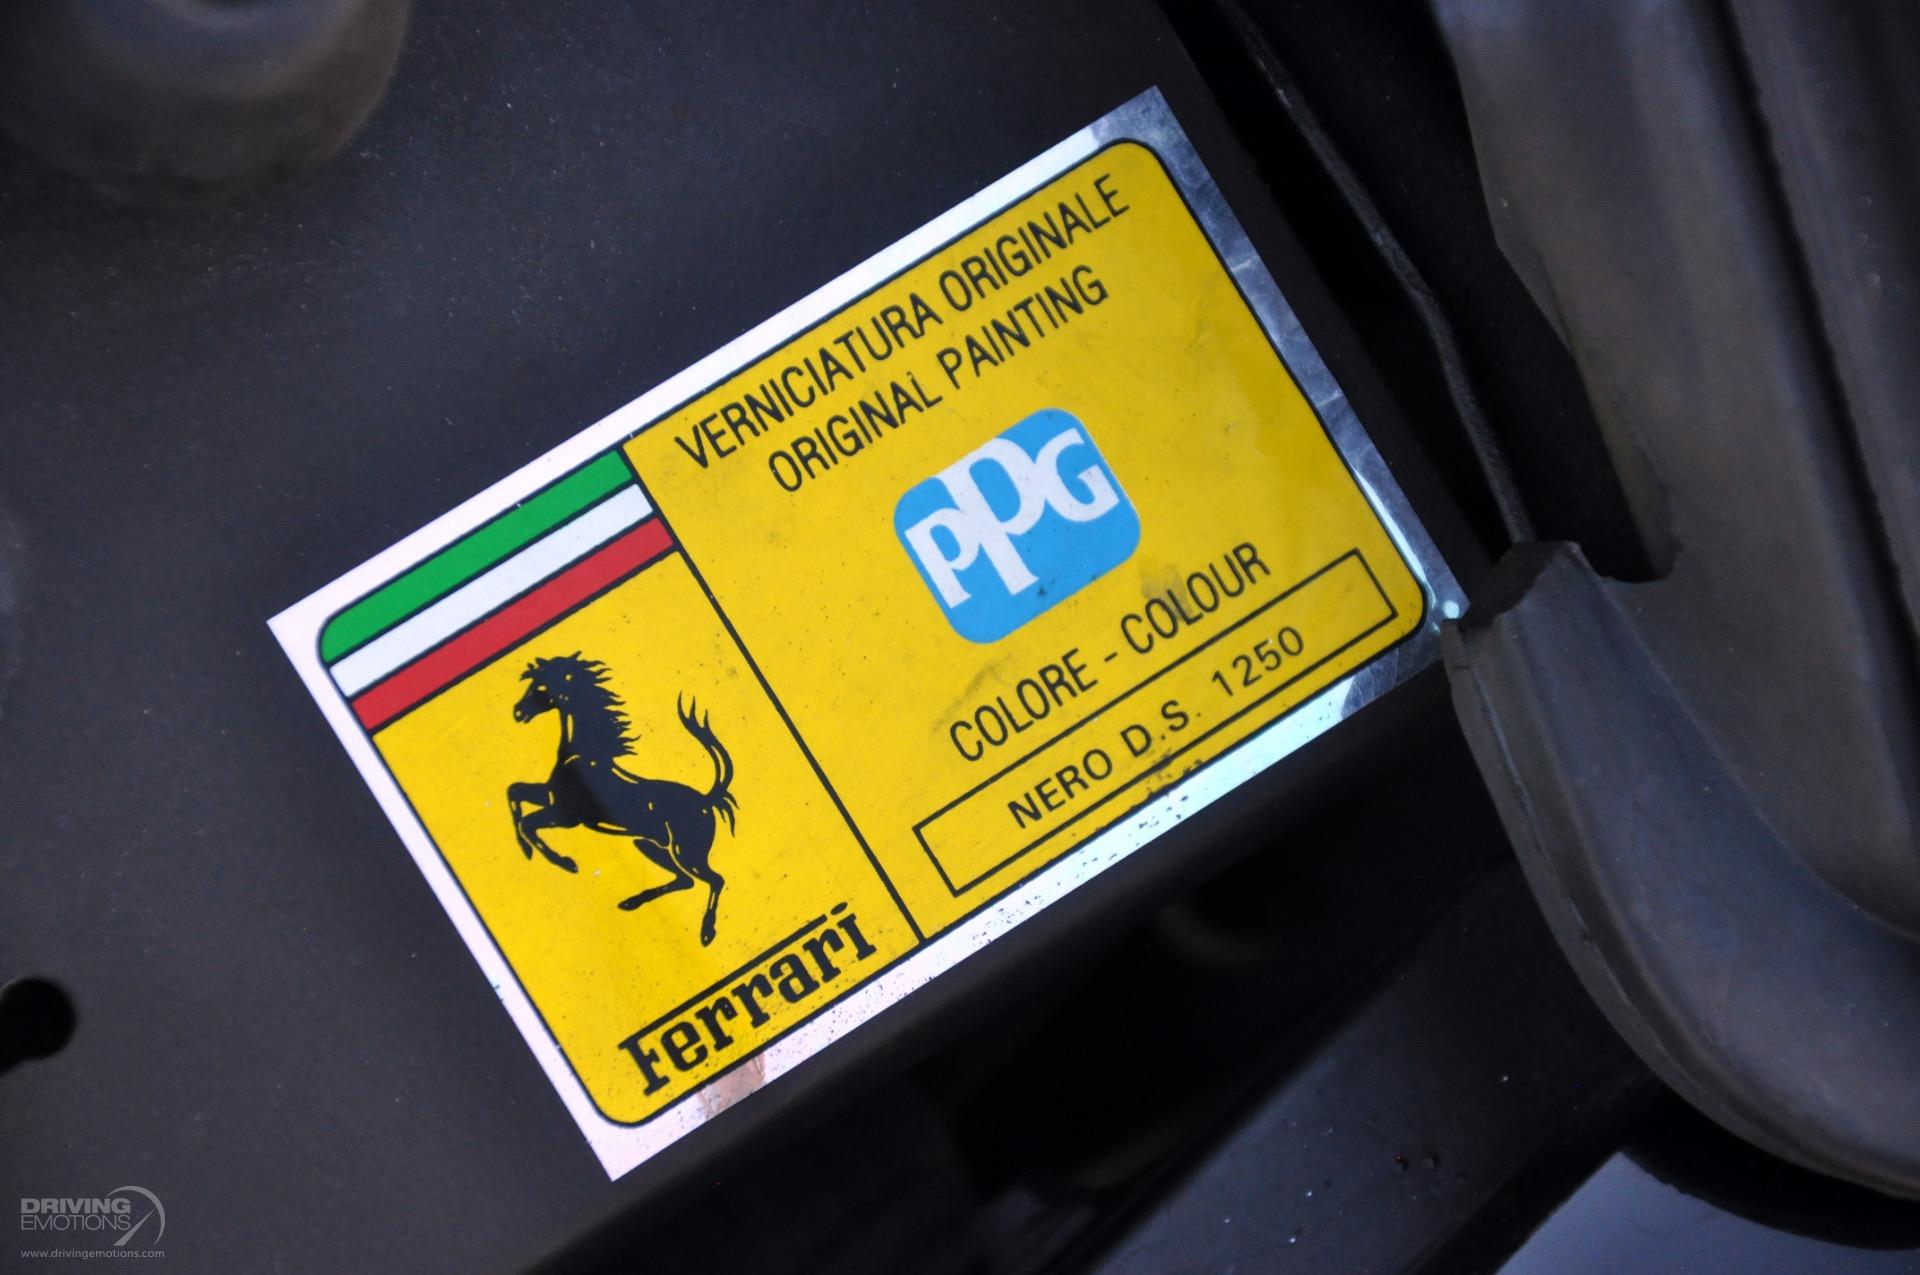 VERNICIATURA ORIGINALE
ORIGINAL PAINTING
PPG
COLORE - COLOUR
NERO D.S. 1250
Ferrari
DRIVING
EMOTIONS
www.drivingemotions.com